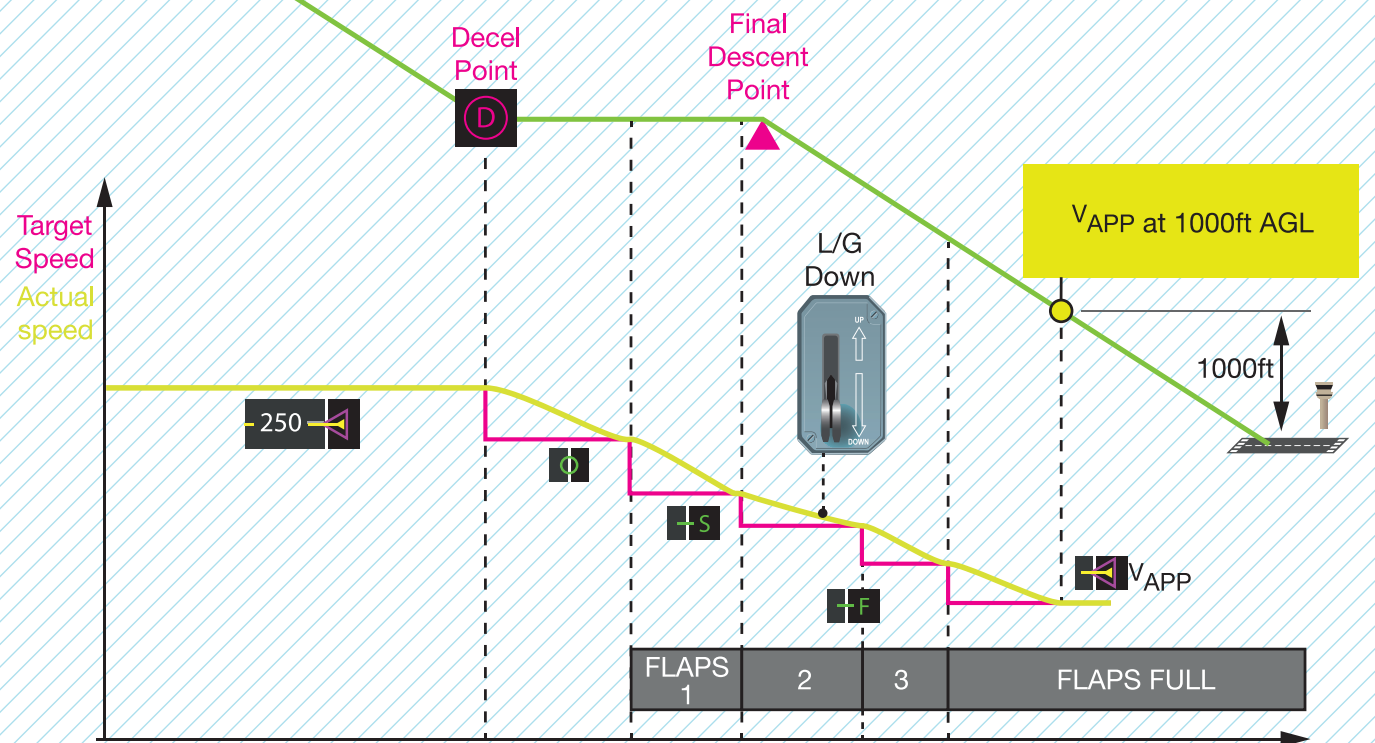 Decel
Point
D
Final
Descent
Point
Target
Speed
Actual
speed
L/G
Down
UP
DOWN
VAPP at 1000ft AGL
1000ft
250
S
F
VAPP
FLAPS
1
2
3
FLAPS FULL